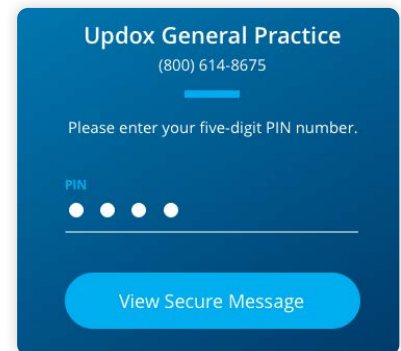 Updox General Practice
(800) 614-8675
Please enter your five-digit PIN number.
PIN
View Secure Message